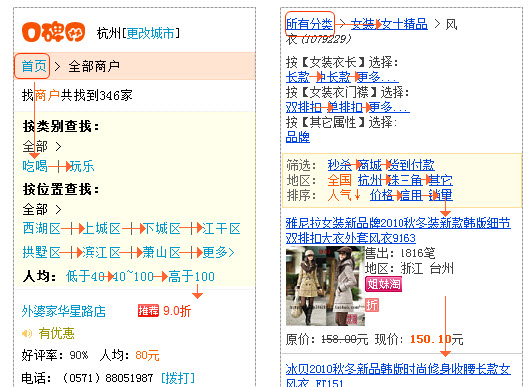 口碑网 杭州[更改城市]
首页 > 全部商户
找商户共找到346家
按类别查找:
全部 >
吃喝 玩乐
按位置查找:
全部 >
西湖区 上城区 下城区 江干区
拱墅区 滨江区 萧山区 更多>
人均: 低于40 40~100 高于100
外婆家华星路店 推荐 9.0折
有优惠
好评率: 90% 人均: 80元
电话: (0571) 88051987 [拨打]
所有分类 > 女装/女士精品 > 风
衣 (1079229)
按【女装衣长】选择:
长款 中长款 更多...
按【女装衣门襟】选择:
双排扣 单排扣 更多...
按【其它属性】选择:
品牌
筛选: 秒杀 商城 货到付款
地区: 全国 杭州 珠三角 其它
排序: 人气↓ 价格 信用 销量
雅尼拉女装新品牌2010秋冬装新款韩版细节
双排扣大衣外套风衣9163
售出: 1816笔
地区: 浙江 台州
姐妹淘
折
原价: 158.00元 现价: 150.10元
冰贝2010秋冬新品韩版时尚修身收腰长款女
风衣 FT151